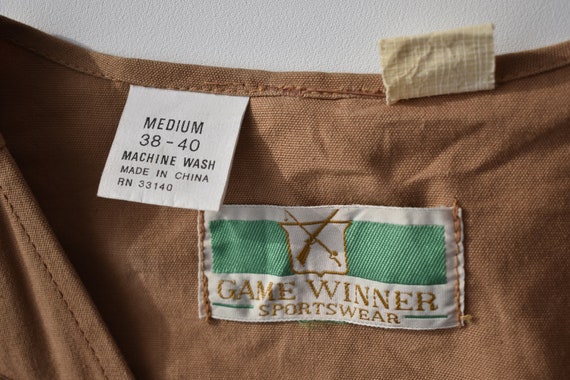 MEDIUM
38 - 40
MACHINE WASH
MADE IN CHINA
RN 33140
GAME WINNER
SPORTSWEAR